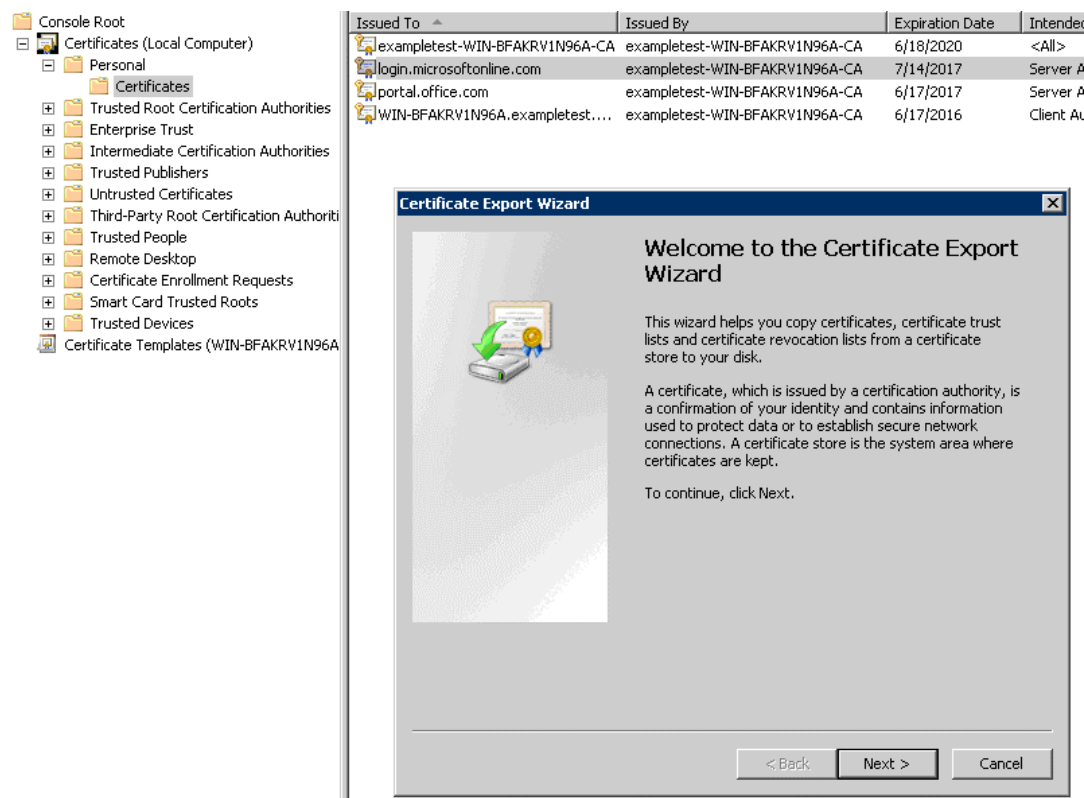 Console Root
Certificates (Local Computer)
Personal
Certificates
Trusted Root Certification Authorities
Enterprise Trust
Intermediate Certification Authorities
Trusted Publishers
Untrusted Certificates
Third-Party Root Certification Authoriti
Trusted People
Remote Desktop
Certificate Enrollment Requests
Smart Card Trusted Roots
Trusted Devices
Certificate Templates (WIN-BFAKRV1N96A
Issued To Issued By Expiration Date Intended
exampletest-WIN-BFAKRV1N96A-CA exampletest-WIN-BFAKRV1N96A-CA 6/18/2020 <All>
login.microsoftonline.com exampletest-WIN-BFAKRV1N96A-CA 7/14/2017 Server A
portal.office.com exampletest-WIN-BFAKRV1N96A-CA 6/17/2017 Server A
WIN-BFAKRV1N96A.exampletest.... exampletest-WIN-BFAKRV1N96A-CA 6/17/2016 Client Au
Certificate Export Wizard
Welcome to the Certificate Export
Wizard
This wizard helps you copy certificates, certificate trust
lists and certificate revocation lists from a certificate
store to your disk.
A certificate, which is issued by a certification authority, is
a confirmation of your identity and contains information
used to protect data or to establish secure network
connections. A certificate store is the system area where
certificates are kept.
To continue, click Next.
< Back Next > Cancel